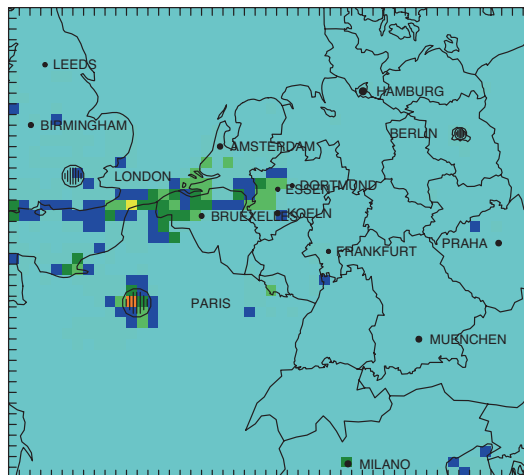 LEEDS
HAMBURG
BIRMINGHAM
BERLIN
AMSTERDAM
LONDON
DORTMUND
ESSEN
BRUEXELLES
KOELN
PRAHA
FRANKFURT
PARIS
MUENCHEN
MILANO